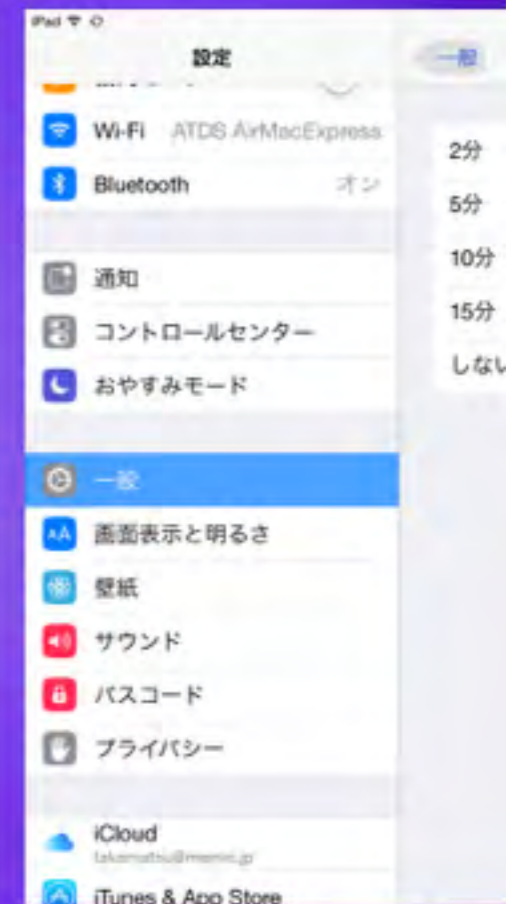 iPad
設定
一般
Wi-Fi ATDS AirMacExpress
Bluetooth オン
通知
コントロールセンター
おやすみモード
一般
画面表示と明るさ
壁紙
サウンド
パスコード
プライバシー
iCloud
iTunes & App Store
2分
5分
10分
15分
しない